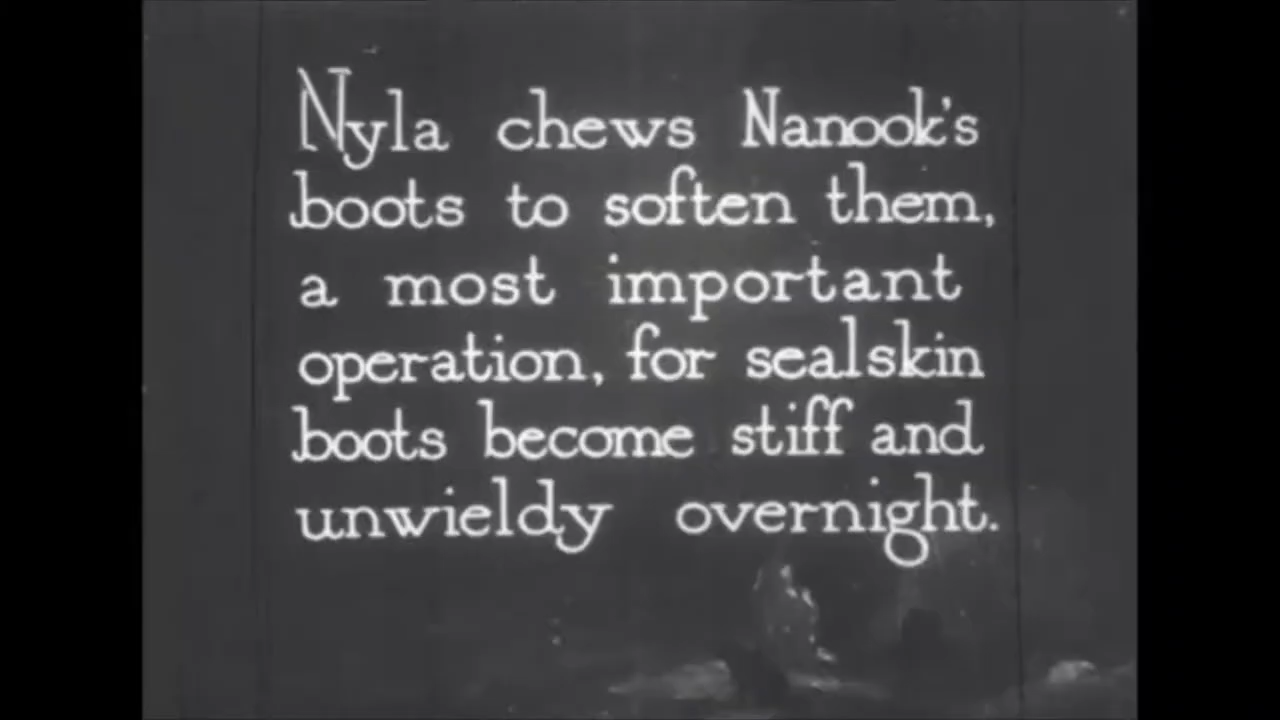 Nyla chews Nanook's
boots to soften them,
a most important
operation, for sealskin
boots become stiff and
unwieldy overnight.